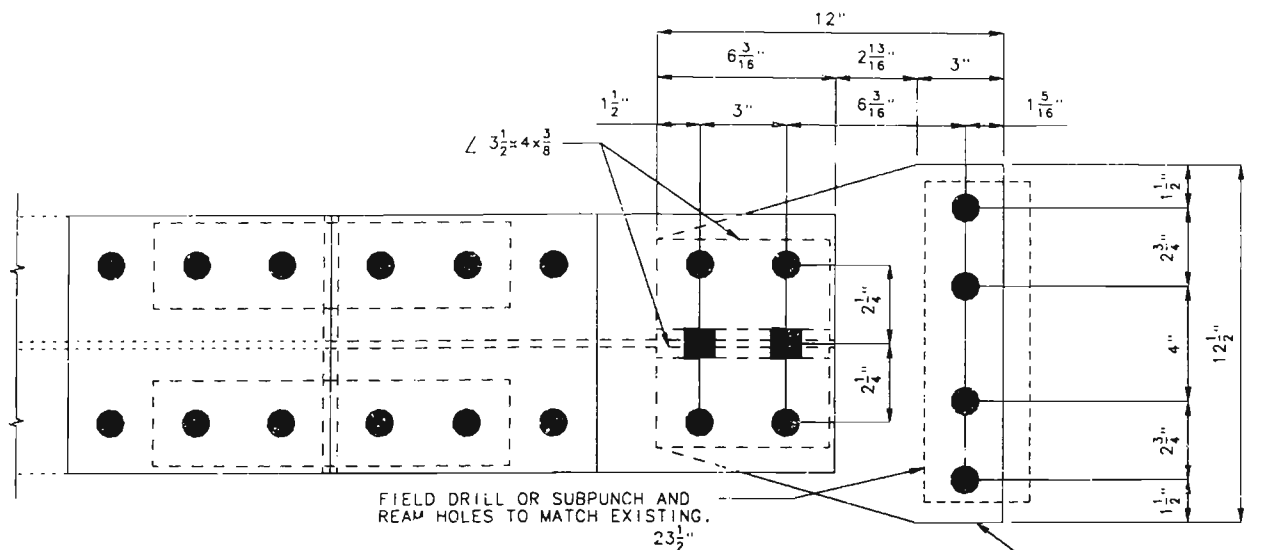 12"
6 3/16" 2 13/16" 3"
1 1/2" 3" 6 3/16" 1 5/16"
∠ 3 1/2 × 4 × 3/8
1 1/2"
2 3/4"
4"
2 3/4"
1 1/2"
12 1/2"
2 1/4"
2 1/4"
FIELD DRILL OR SUBPUNCH AND
REAM HOLES TO MATCH EXISTING.
23 1/2"